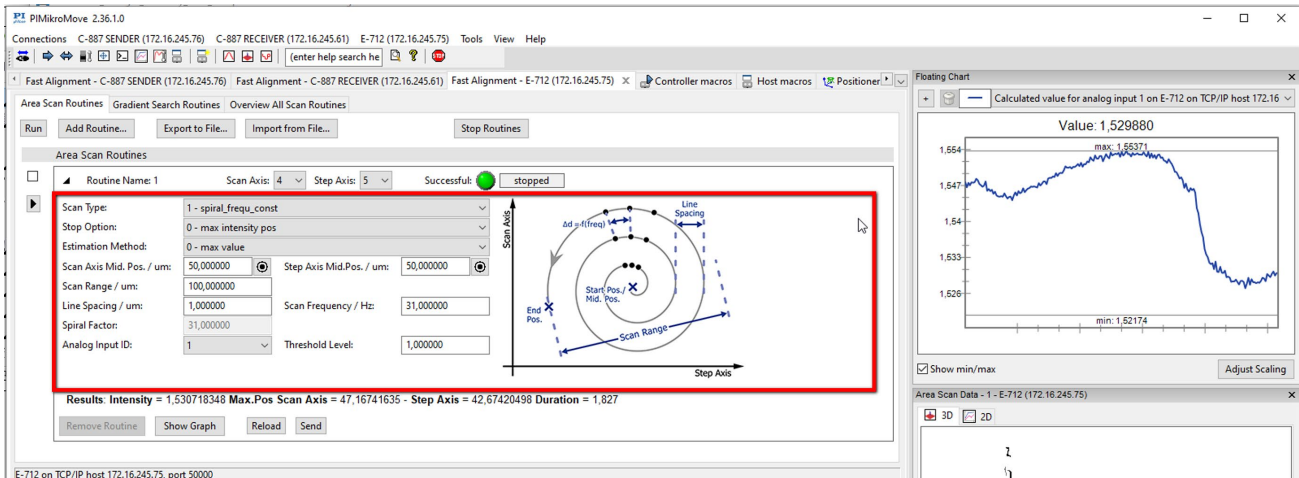 PI PIMikroMove 2.36.1.0
Connections C-887 SENDER (172.16.245.76) C-887 RECEIVER (172.16.245.61) E-712 (172.16.245.75) Tools View Help
(enter help search he
STOP
Fast Alignment - C-887 SENDER (172.16.245.76) Fast Alignment - C-887 RECEIVER (172.16.245.61) Fast Alignment - E-712 (172.16.245.75) Controller macros Host macros Positioner
Area Scan Routines Gradient Search Routines Overview All Scan Routines
Run Add Routine... Export to File... Import from File... Stop Routines
Area Scan Routines
Routine Name: 1 Scan Axis: 4 Step Axis: 5 Successful: stopped
Scan Type: 1 - spiral_frequ_const
Stop Option: 0 - max intensity pos
Estimation Method: 0 - max value
Scan Axis Mid. Pos. / um: 50,000000 Step Axis Mid.Pos. / um: 50,000000
Scan Range / um: 100,000000
Line Spacing / um: 1,000000 Scan Frequency / Hz: 31,000000
Spiral Factor: 31,000000
Analog Input ID: 1 Threshold Level: 1,000000
Scan Axis
Δd = f(freq)
Line
Spacing
Start Pos./
Mid. Pos.
End
Pos.
Scan Range
Step Axis
Results: Intensity = 1,530718348 Max.Pos Scan Axis = 47,16741635 - Step Axis = 42,67420498 Duration = 1,827
Remove Routine Show Graph Reload Send
E-712 on TCP/IP host 172.16.245.75, port 50000
Floating Chart
+ Calculated value for analog input 1 on E-712 on TCP/IP host 172.16
Value: 1,529880
max: 1,55371
1,554
1,547
1,54
1,533
1,526
min: 1,52174
Show min/max Adjust Scaling
Area Scan Data - 1 - E-712 (172.16.245.75)
3D 2D